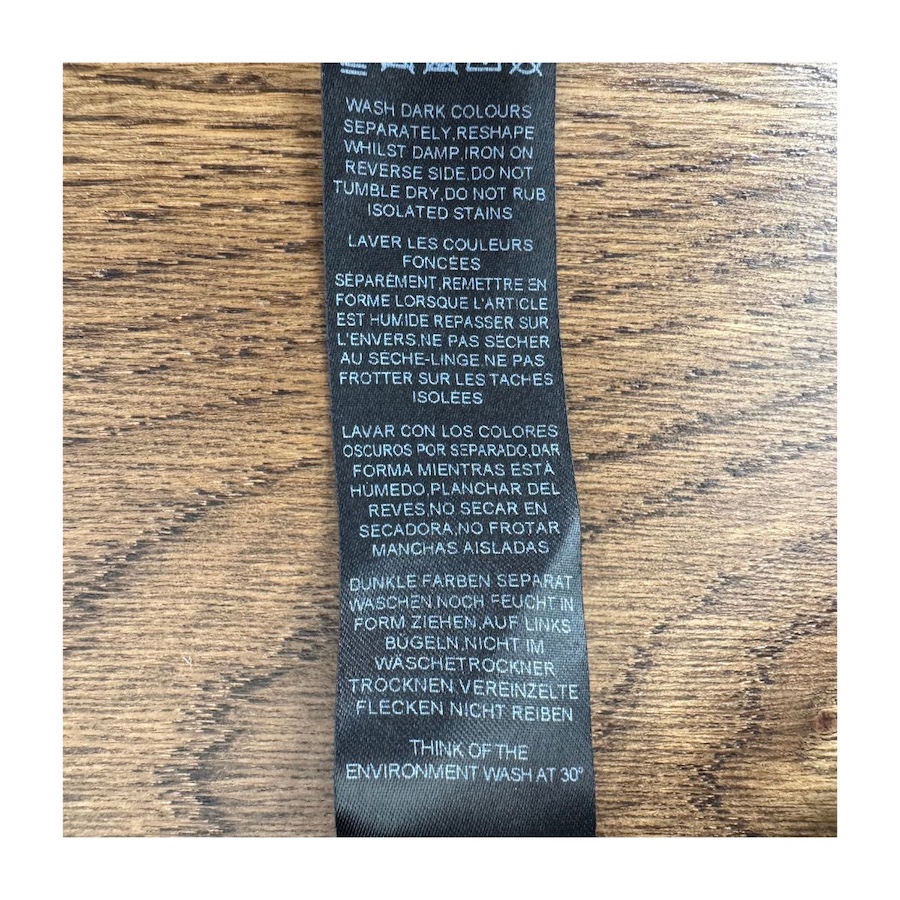 WASH DARK COLOURS
SEPARATELY,RESHAPE
WHILST DAMP,IRON ON
REVERSE SIDE,DO NOT
TUMBLE DRY,DO NOT RUB
ISOLATED STAINS
LAVER LES COULEURS
FONCÉES
SÉPARÉMENT,REMETTRE EN
FORME LORSQUE L'ARTICLE
EST HUMIDE REPASSER SUR
L'ENVERS,NE PAS SÉCHER
AU SÈCHE-LINGE,NE PAS
FROTTER SUR LES TACHES
ISOLÉES
LAVAR CON LOS COLORES
OSCUROS POR SEPARADO,DAR
FORMA MIENTRAS ESTÀ
HÚMEDO,PLANCHAR DEL
REVES,NO SECAR EN
SECADORA,NO FROTAR
MANCHAS AISLADAS
DUNKLE FARBEN SEPARAT
WASCHEN NOCH FEUCHT IN
FORM ZIEHEN,AUF LINKS
BÜGELN,NICHT IM
WÄSCHETROCKNER
TROCKNEN,VEREINZELTE
FLECKEN NICHT REIBEN
THINK OF THE
ENVIRONMENT WASH AT 30°